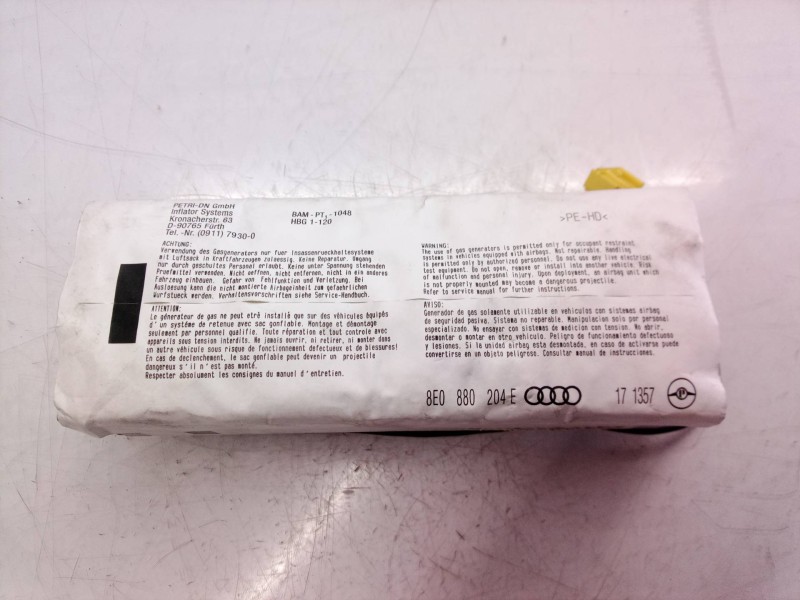 PETRI-DN GmbH
Inflator Systems
Kronacherstr. 63
D-90765 Fürth
Tel. -Nr. (0911) 7930-0
BAM-PT₁-1048
HBG 1-120
>PE-HD<
ACHTUNG:
Verwendung des Gasgenerators nur fuer Insassenrueckhaltesysteme
mit Luftsack in Kraftfahrzeugen zulaessig. Keine Reparatur. Umgang
nur durch geschultes Personal erlaubt. Keine unter Spannung stehenden
Pruefmittel verwenden. Nicht oeffnen, nicht entfernen, nicht in ein anderes
Fahrzeug einbauen. Gefahr von Fehlfunktion und Verletzung. Bei
Ausloesung kann die nicht montierte Airbageinheit zum gefaehrlichen
Wurfstueck werden. Verhaltensvorschriften siehe Service-Handbuch.
WARNING:
The use of gas generators is permitted only for occupant restraint
systems in vehicles equipped with airbags. Not repairable. Handling
is permitted only by authorized personnel. Do not use any live electrical
test equipment. Do not open, remove or install into another vehicle. Risk
of malfunction and personal injury. Upon deployment, an airbag unit which
is not properly mounted may become a dangerous projectile.
Refer to service manual for further instructions.
ATTENTION:
Le générateur de gaz ne peut etrê installé que sur des véhicules équipés
d'un système de retenue avec sac gonflable. Montage et démontage
seulement par personnel qualifié. Toute réparation et tout controle avec
appareils sous tension interdits. Ne jamais ouvrir, ni retirer, ni monter dans
un autre véhicule sous risque de fonctionnement défectueux et de blessures!
En cas de declenchement, le sac gonflable peut devenir un projectile
dangereux s'il n'est pas monté.
Respecter absolument les consignes du manuel d'entretien.
AVISO:
Generador de gas solamente utilizable en vehiculos con sistemas airbag
de seguridad pasiva. Sistema no reparable. Manipulacion solo por personal
especializado. No ensayar con sistemas de medicion con tension. No abrir,
desmontar o montar en otro vehiculo. Peligro de funcionamiento defectuoso
y lesiones. Si la unidad airbag esta desmontada, en caso de activarse puede
convertirse en un objeto peligroso. Consultar manual de instrucciones.
8E0 880 204 E 17 1357 P